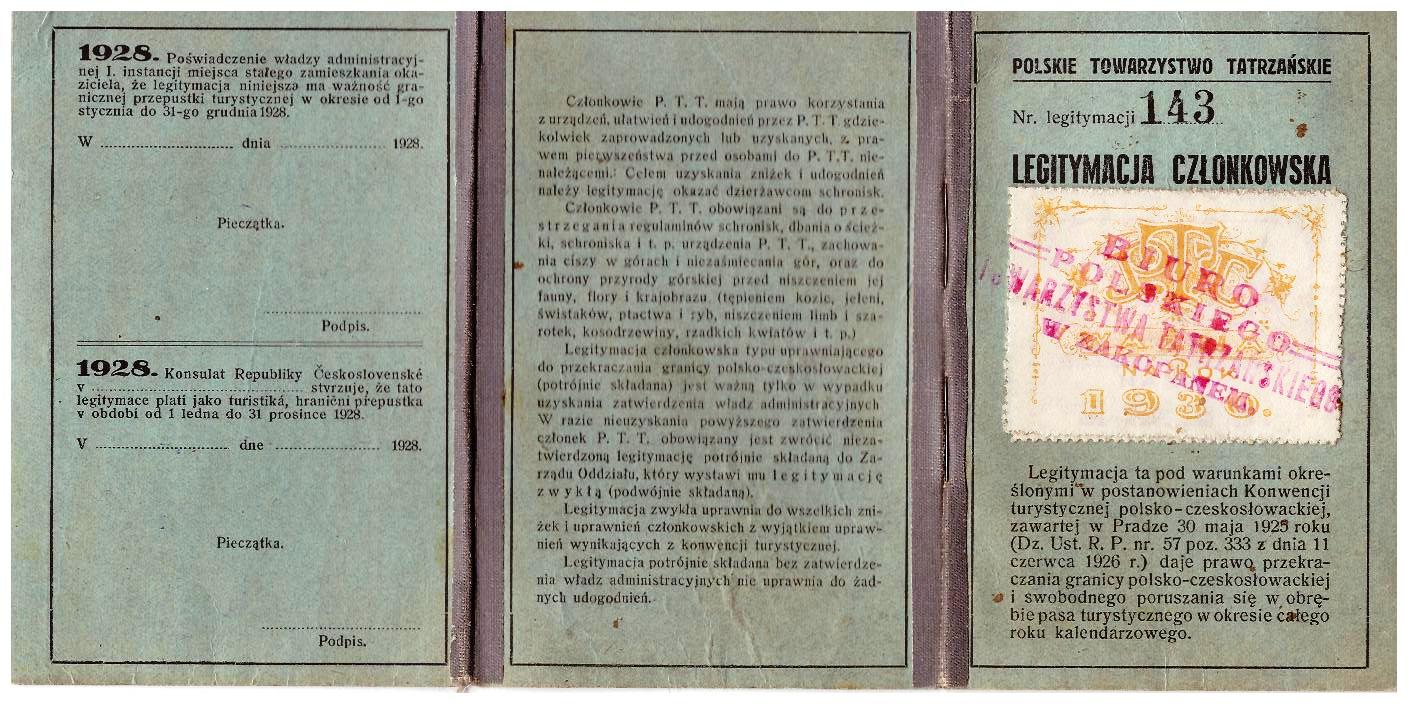 1928. Poświadczenie władzy administracyj-
nej I. instancji miejsca stałego zamieszkania oka-
ziciela, że legitymacja niniejsza ma ważność gra-
nicznej przepustki turystycznej w okresie od 1-go
stycznia do 31-go grudnia 1928.
W ............ dnia ............ 1928.
Pieczątka.
Podpis.
1928. Konsulat Republiky Československé
v ............ stvrzuje, že tato
legitymace plati jako turistiká, hraniční přepustka
v období od 1 ledna do 31 prosince 1928.
V ............ dne ............ 1928.
Pieczątka.
Podpis.
Członkowie P. T. T. mają prawo korzystania
z urządzeń, ułatwień i udogodnień przez P. T. T gdzie-
kolwiek zaprowadzonych lub uzyskanych, z pra-
wem pierwszeństwa przed osobami do P. T.T. nie-
należącemi. Celem uzyskania zniżek i udogodnień
należy legitymację okazać dzierżawcom schronisk.
Członkowie P. T. T. obowiązani są do prze-
strzegania regulaminów schronisk, dbania o ścież-
ki, schroniska i t. p. urządzenia P. T. T., zachowa-
nia ciszy w górach i niezaśmiecania gór, oraz do
ochrony przyrody górskiej przed niszczeniem jej
fauny, flory i krajobrazu (tępieniem kozic, jeleni,
świstaków, ptactwa i ryb, niszczeniem limb i sza-
rotek, kosodrzewiny, rzadkich kwiatów i t. p.)
Legitymacja członkowska typu uprawniającego
do przekraczania granicy polsko-czeskosłowackiej
(potrójnie składana) jest ważną tylko w wypadku
uzyskania zatwierdzenia władz administracyjnych
W razie nieuzyskania powyższego zatwierdzenia
członek P. T. T. obowiązany jest zwrócić nieza-
twierdzoną legitymację potrójnie składaną do Za-
rządu Oddziału, który wystawi mu legitymację
zwykłą (podwójnie składaną).
Legitymacja zwykła uprawnia do wszelkich zni-
żek i uprawnień członkowskich z wyjątkiem upraw-
nień wynikających z konwencji turystycznej.
Legitymacja potrójnie składana bez zatwierdze-
nia władz administracyjnych nie uprawnia do żad-
nych udogodnień.
POLSKIE TOWARZYSTWO TATRZAŃSKIE
Nr. legitymacji 143
LEGITYMACJA CZŁONKOWSKA
PTT
BIURO
POLSKIEGO
TOWARZYSTWA TATRZAŃSKIEGO
W ZAKOPANEM.
NA ROK
1930.
Legitymacja ta pod warunkami okre-
ślonymi w postanowieniach Konwencji
turystycznej polsko-czeskosłowackiej,
zawartej w Pradze 30 maja 1925 roku
(Dz. Ust. R. P. nr. 57 poz. 333 z dnia 11
czerwca 1926 r.) daje prawo przekra-
czania granicy polsko-czeskosłowackiej
i swobodnego poruszania się w obrę-
bie pasa turystycznego w okresie całego
roku kalendarzowego.